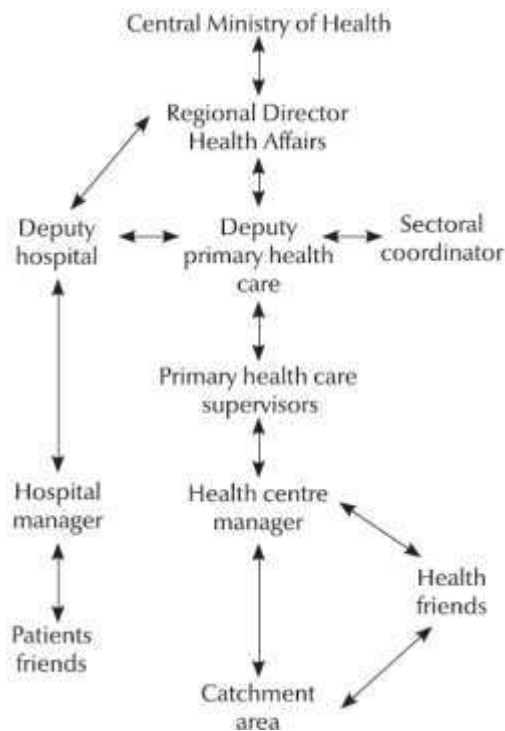 Central Ministry of Health
Regional Director
Health Affairs
Deputy
hospital
Deputy
primary health
care
Sectoral
coordinator
Primary health care
supervisors
Hospital
manager
Health centre
manager
Health
friends
Patients
friends
Catchment
area